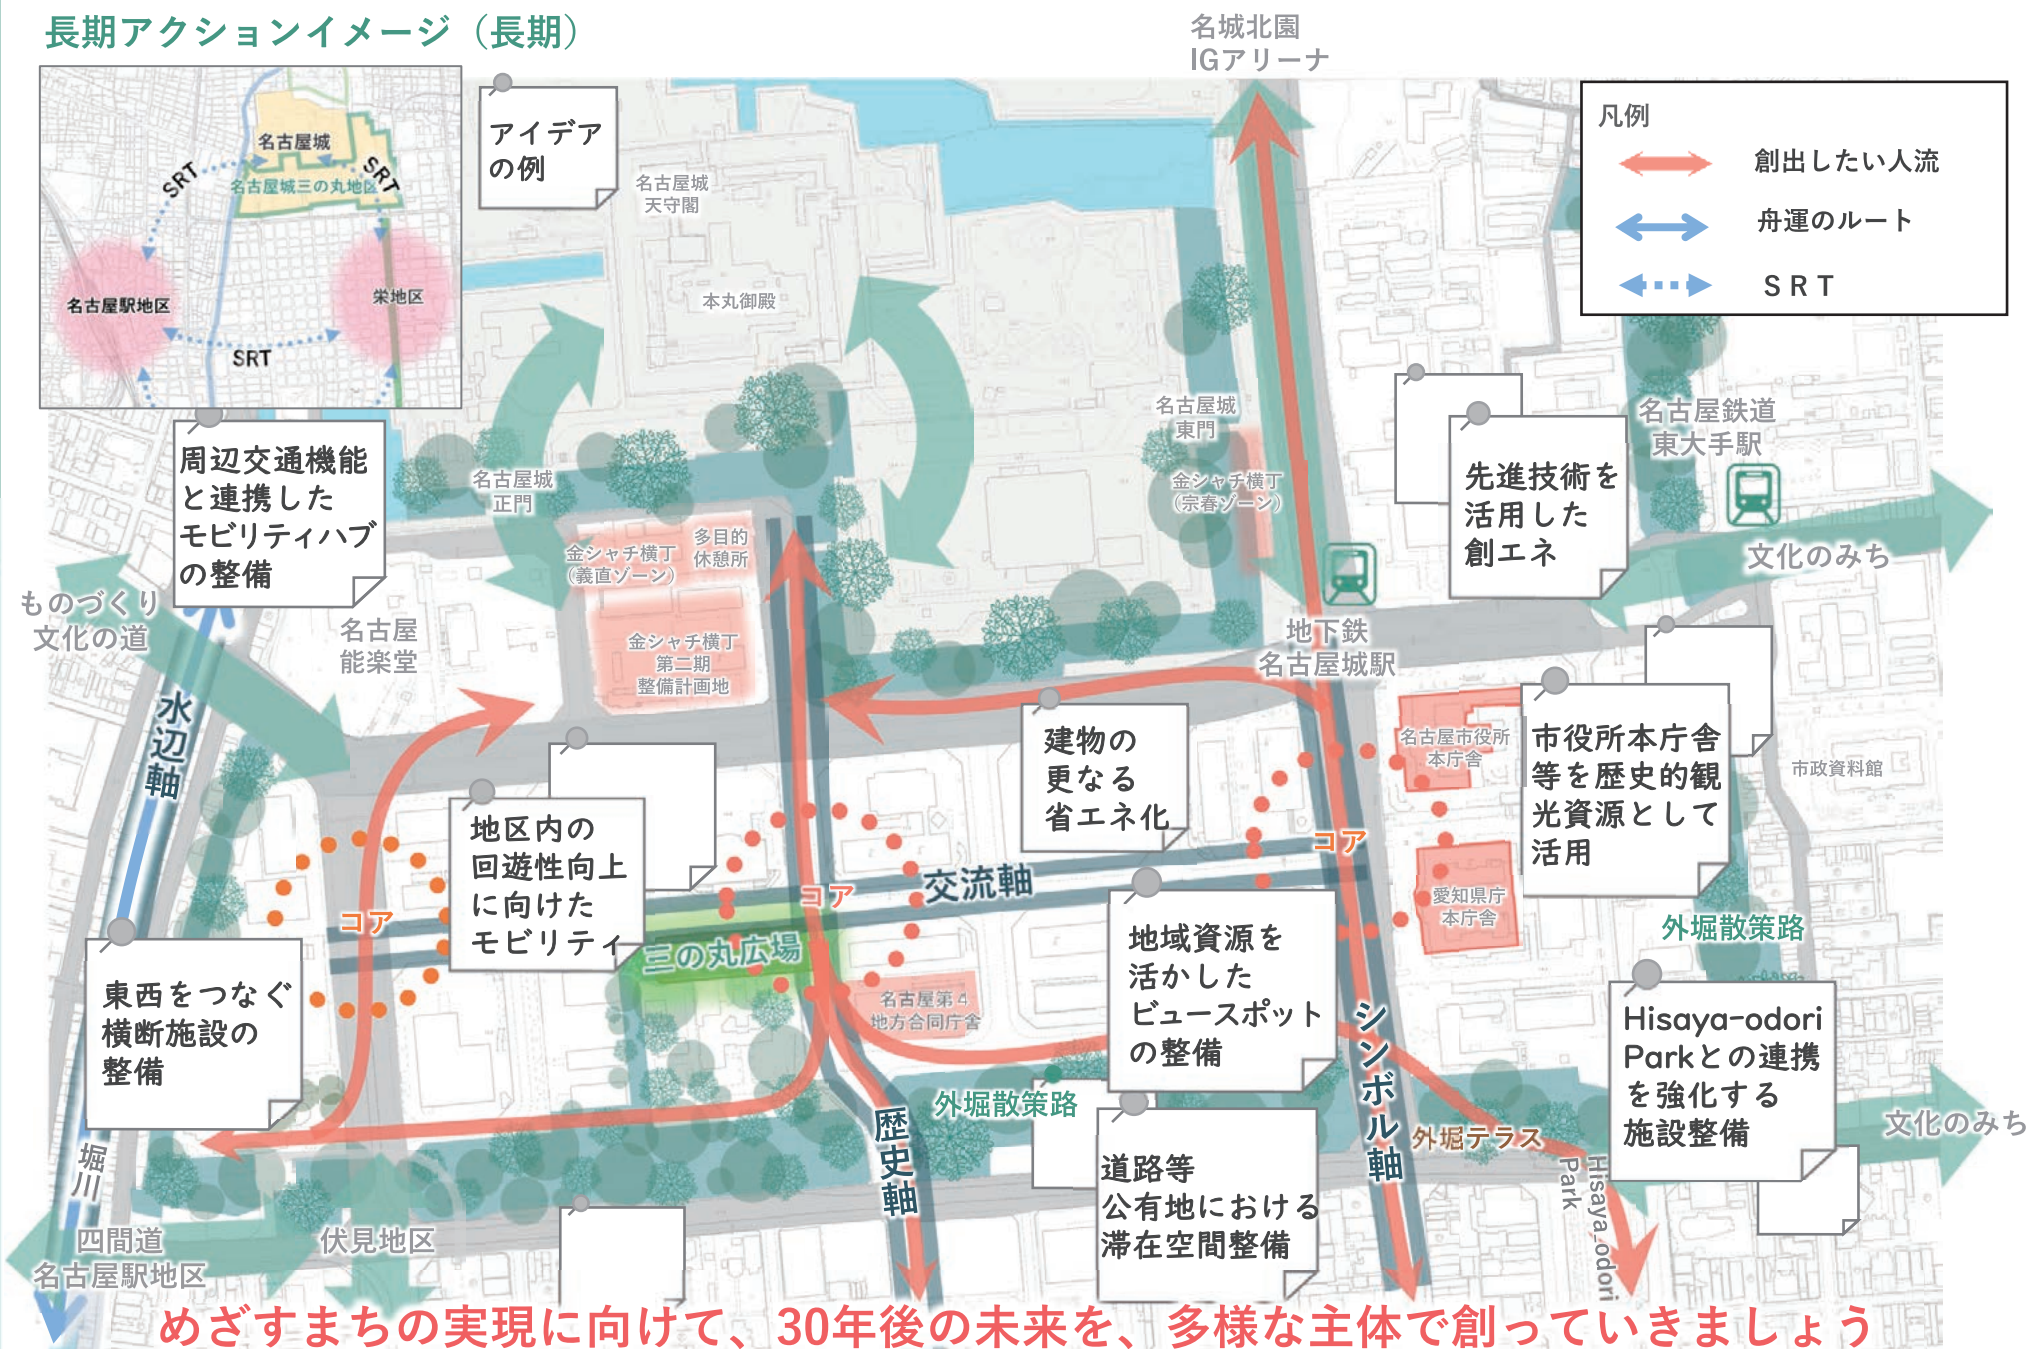 長期アクションイメージ（長期）
名城北園
IGアリーナ
名古屋城
名古屋城三の丸地区
SRT
SRT
名古屋駅地区
栄地区
SRT
アイデア
の例
凡例
創出したい人流
舟運のルート
ＳＲＴ
名古屋城
天守閣
本丸御殿
名古屋城
東門
金シャチ横丁
（宗春ゾーン）
名古屋鉄道
東大手駅
先進技術を
活用した
創エネ
文化のみち
周辺交通機能
と連携した
モビリティハブ
の整備
名古屋城
正門
金シャチ横丁
（義直ゾーン）
多目的
休憩所
金シャチ横丁
第二期
整備計画地
ものづくり
文化の道
名古屋
能楽堂
地下鉄
名古屋城駅
水辺軸
建物の
更なる
省エネ化
名古屋市役所
本庁舎
市役所本庁舎
等を歴史的観
光資源として
活用
市政資料館
地区内の
回遊性向上
に向けた
モビリティ
コア
コア
コア
交流軸
愛知県庁
本庁舎
三の丸広場
名古屋第４
地方合同庁舎
地域資源を
活かした
ビュースポット
の整備
外堀散策路
東西をつなぐ
横断施設の
整備
シンボル軸
Hisaya-odori
Parkとの連携
を強化する
施設整備
外堀散策路
歴史軸
外堀テラス
文化のみち
道路等
公有地における
滞在空間整備
Hisaya_odori
Park
堀川
四間道
名古屋駅地区
伏見地区
めざすまちの実現に向けて、30年後の未来を、多様な主体で創っていきましょう